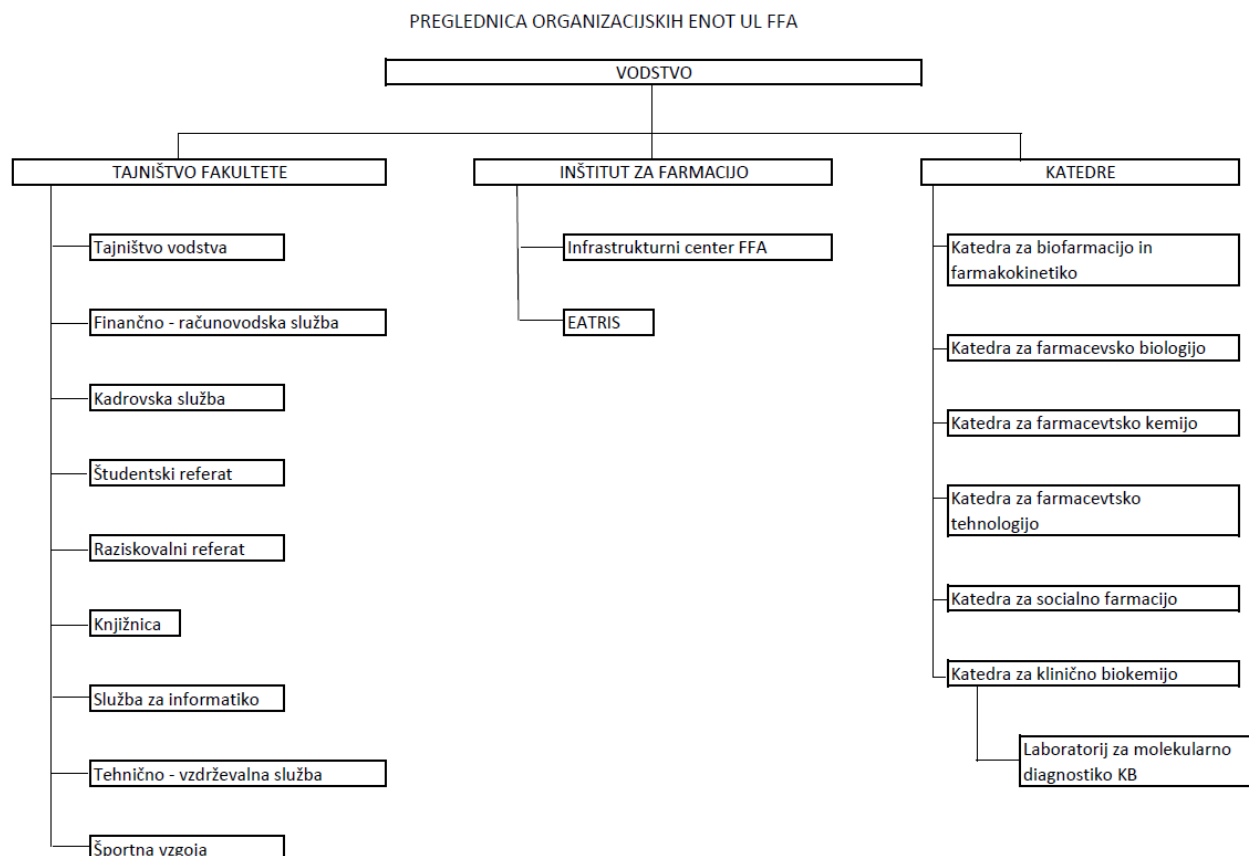 PREGLEDNICA ORGANIZACIJSKIH ENOT UL FFA
VODSTVO
TAJNIŠTVO FAKULTETE
Tajništvo vodstva
Finančno - računovodska služba
Kadrovska služba
Študentski referat
Raziskovalni referat
Knjižnica
Služba za informatiko
Tehnično - vzdrževalna služba
Športna vzgoja
INŠTITUT ZA FARMACIJO
Infrastrukturni center FFA
EATRIS
KATEDRE
Katedra za biofarmacijo in
farmakokinetiko
Katedra za farmacevsko biologijo
Katedra za farmacevtsko kemijo
Katedra za farmacevtsko
tehnologijo
Katedra za socialno farmacijo
Katedra za klinično biokemijo
Laboratorij za molekularno
diagnostiko KB